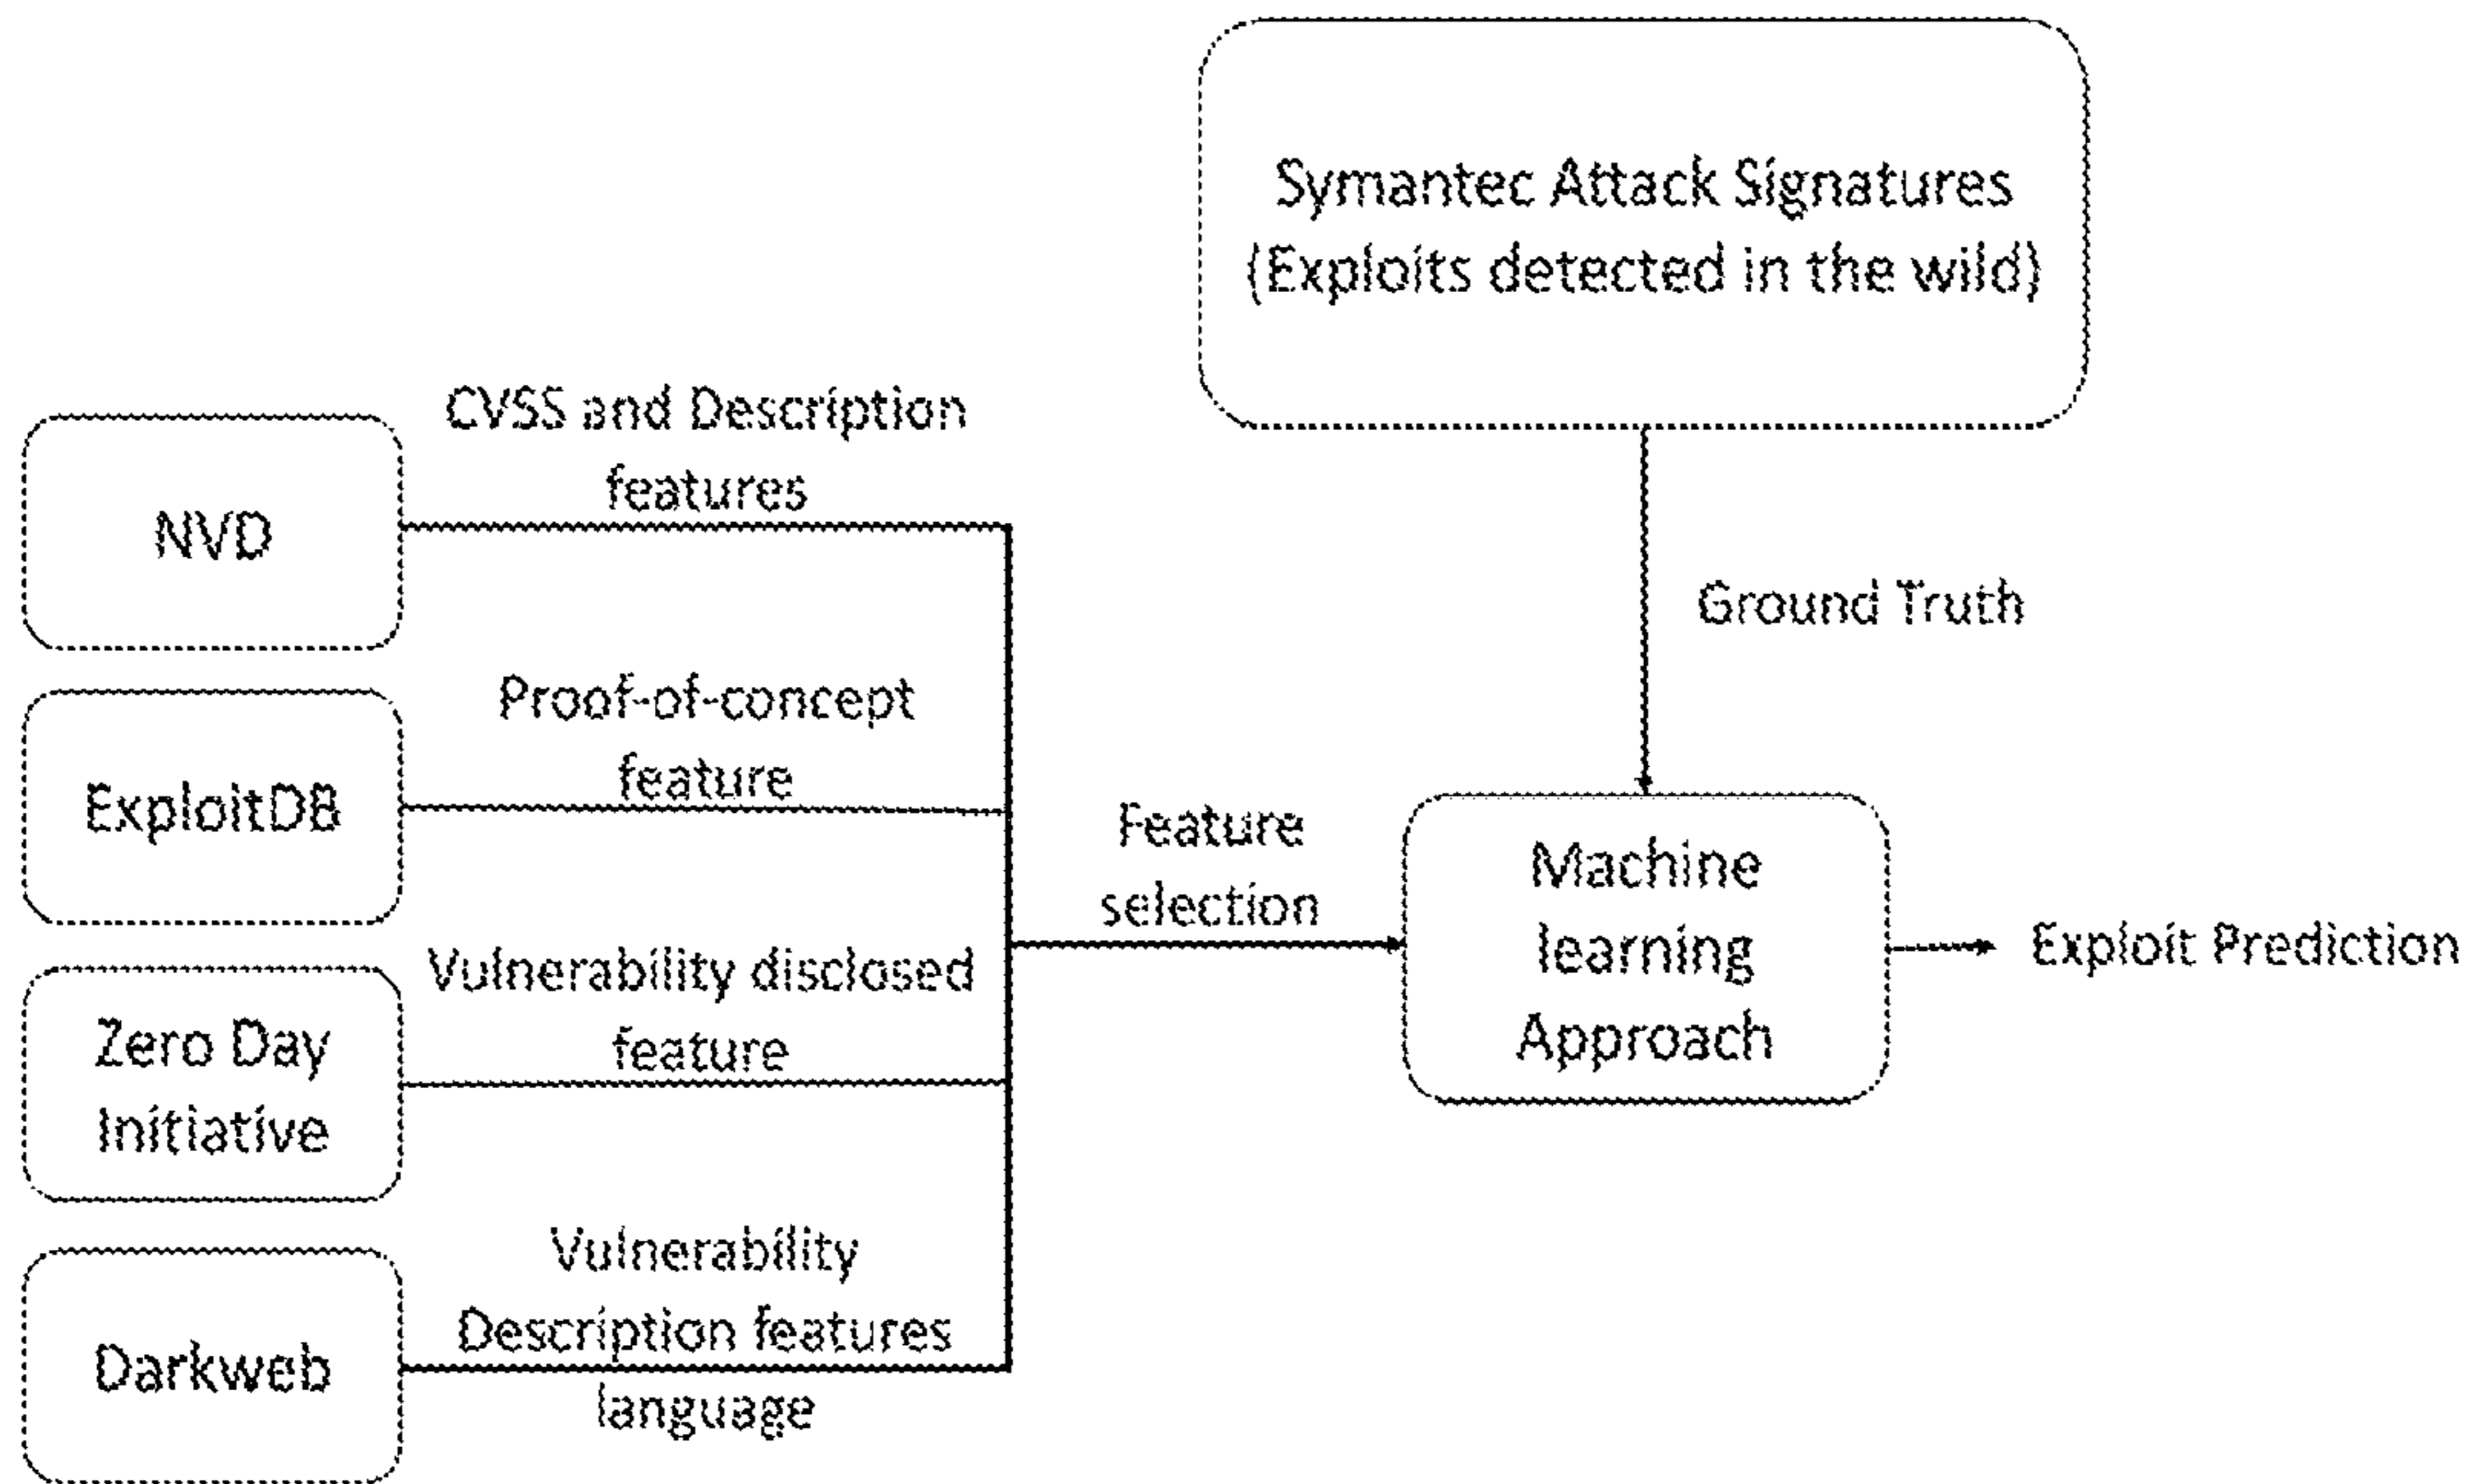 Symantec Attack Signatures
(Exploits detected in the wild)
CVSS and Description
features
NVD
Ground Truth
Proof-of-concept
feature
ExploitDB
Feature
selection
Machine
learning
Approach
Exploit Prediction
Vulnerability disclosed
feature
Zero Day
Initiative
Vulnerability
Description features
language
Darkweb